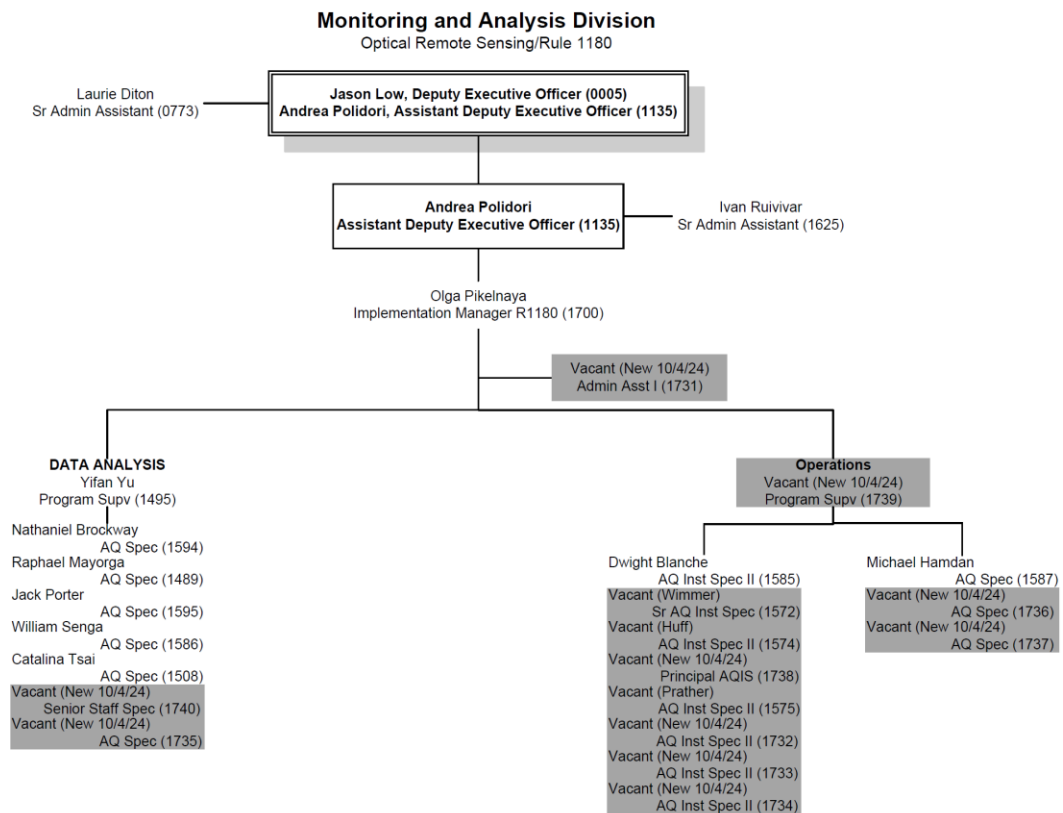 Monitoring and Analysis Division
Optical Remote Sensing/Rule 1180
Laurie Diton
Sr Admin Assistant (0773)
Jason Low, Deputy Executive Officer (0005)
Andrea Polidori, Assistant Deputy Executive Officer (1135)
Andrea Polidori
Assistant Deputy Executive Officer (1135)
Ivan Ruivivar
Sr Admin Assistant (1625)
Olga Pikelnaya
Implementation Manager R1180 (1700)
Vacant (New 10/4/24)
Admin Asst I (1731)
DATA ANALYSIS
Yifan Yu
Program Supv (1495)
Nathaniel Brockway
AQ Spec (1594)
Raphael Mayorga
AQ Spec (1489)
Jack Porter
AQ Spec (1595)
William Senga
AQ Spec (1586)
Catalina Tsai
AQ Spec (1508)
Vacant (New 10/4/24)
Senior Staff Spec (1740)
Vacant (New 10/4/24)
AQ Spec (1735)
Operations
Vacant (New 10/4/24)
Program Supv (1739)
Dwight Blanche
AQ Inst Spec II (1585)
Vacant (Wimmer)
Sr AQ Inst Spec (1572)
Vacant (Huff)
AQ Inst Spec II (1574)
Vacant (New 10/4/24)
Principal AQIS (1738)
Vacant (Prather)
AQ Inst Spec II (1575)
Vacant (New 10/4/24)
AQ Inst Spec II (1732)
Vacant (New 10/4/24)
AQ Inst Spec II (1733)
Vacant (New 10/4/24)
AQ Inst Spec II (1734)
Michael Hamdan
AQ Spec (1587)
Vacant (New 10/4/24)
AQ Spec (1736)
Vacant (New 10/4/24)
AQ Spec (1737)